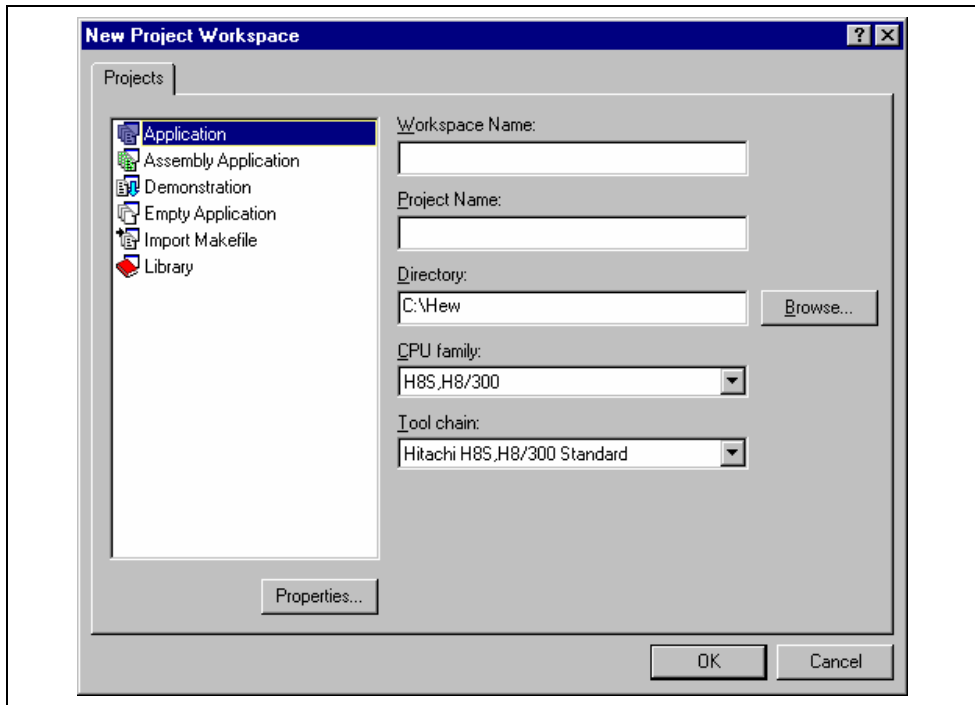 New Project Workspace
Projects
Application
Assembly Application
Demonstration
Empty Application
Import Makefile
Library
Properties...
Workspace Name:
Project Name:
Directory:
C:\Hew
Browse...
CPU family:
H8S,H8/300
Tool chain:
Hitachi H8S,H8/300 Standard
OK
Cancel